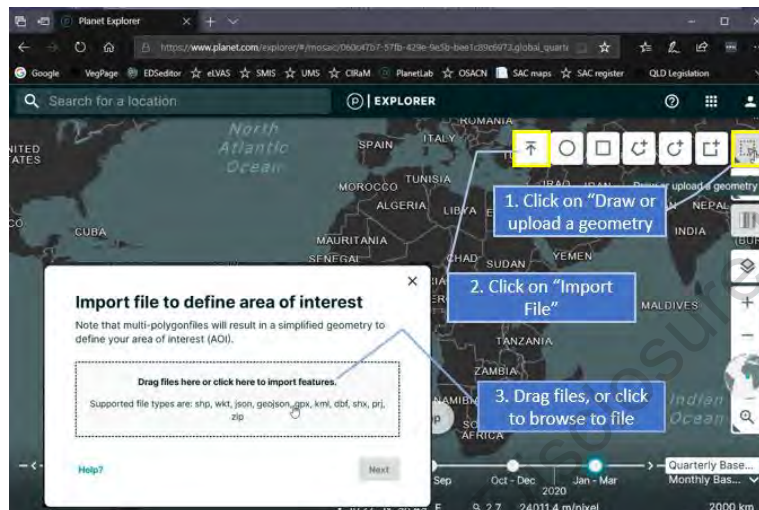 Planet Explorer
https://www.planet.com/explorer/#/mosaic/
Google VegPage EDSeditor eLVAS SMIS UMS CIRaM PlanetLab OSACN SAC maps SAC register QLD Legislation
Search for a location
EXPLORER
ROMANIA
North Atlantic Ocean
SPAIN
ITALY
TUNISIA
MOROCCO
ALGERIA
LIBYA
IRAQ
IRAN
Draw or upload a geometry
1. Click on "Draw or
upload a geometry
NEPAL
INDIA
CUBA
MAURITANIA
SENEGAL
CHAD
SUDAN
YEMEN
2. Click on "Import
File"
MALDIVES
Import file to define area of interest
Note that multi-polygonfiles will result in a simplified geometry to
define your area of interest (AOI).
TANZANIA
Drag files here or click here to import features.
ZAMBIA
Supported file types are: shp, wkt, json, geojson, gpx, kml, dbf, shx, prj,
zip
3. Drag files, or click
to browse to file
Indian
Ocean
AFRICA
Help?
Next
Sep
Oct - Dec
Jan - Mar
2020
Quarterly Base...
Monthly Bas...
24011.4 m/pixel
2000 km